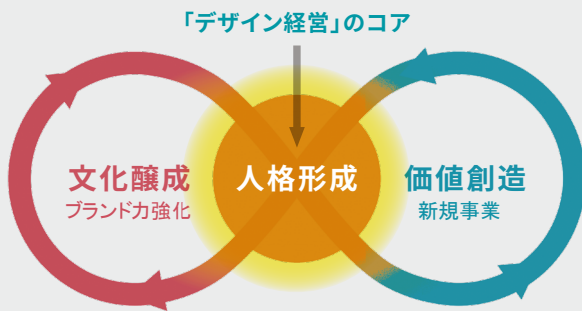 「デザイン経営」のコア
文化醸成
ブランド力強化
人格形成
価値創造
新規事業